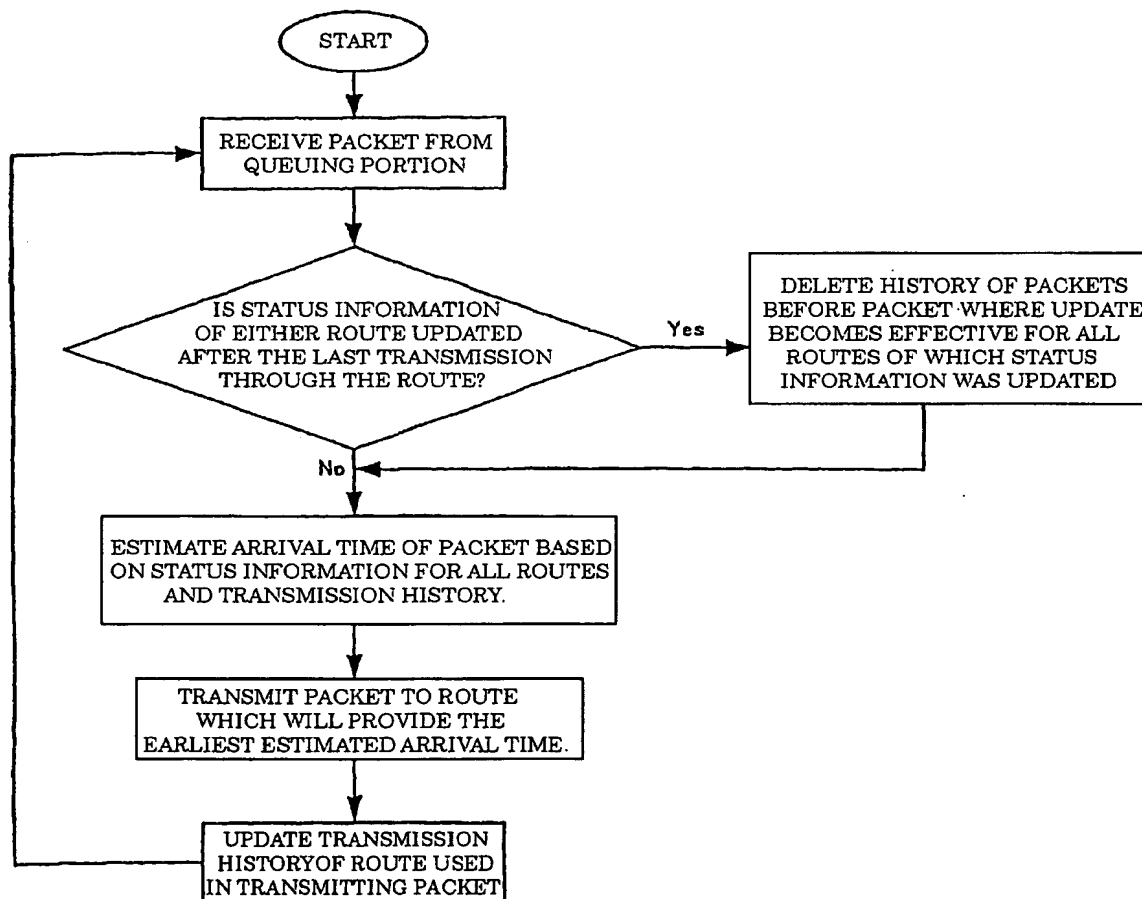 START
RECEIVE PACKET FROM
QUEUING PORTION
IS STATUS INFORMATION
OF EITHER ROUTE UPDATED
AFTER THE LAST TRANSMISSION
THROUGH THE ROUTE?
Yes
DELETE HISTORY OF PACKETS
BEFORE PACKET WHERE UPDATE
BECOMES EFFECTIVE FOR ALL
ROUTES OF WHICH STATUS
INFORMATION WAS UPDATED
No
ESTIMATE ARRIVAL TIME OF PACKET BASED
ON STATUS INFORMATION FOR ALL ROUTES
AND TRANSMISSION HISTORY.
TRANSMIT PACKET TO ROUTE
WHICH WILL PROVIDE THE
EARLIEST ESTIMATED ARRIVAL TIME.
UPDATE TRANSMISSION
HISTORYOF ROUTE USED
IN TRANSMITTING PACKET